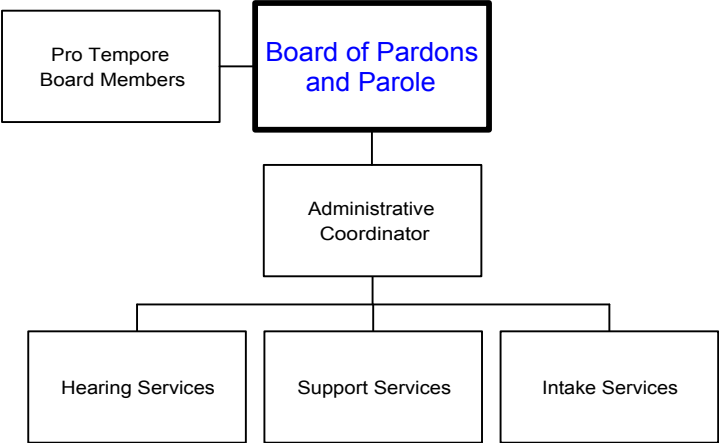 Pro Tempore
Board Members
Board of Pardons
and Parole
Administrative
Coordinator
Hearing Services
Support Services
Intake Services